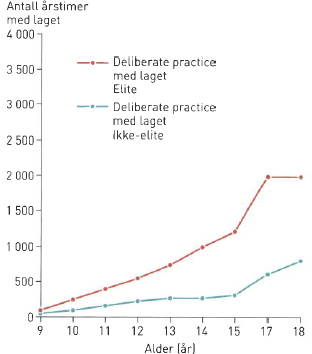 Antall årstimer
med laget
4 000
3 500
3 000
2 500
2 000
1 500
1 000
500
0
Deliberate practice
med laget
Elite
Deliberate practice
med laget
Ikke-elite
9 10 11 12 13 14 15 17 18
Alder (år)